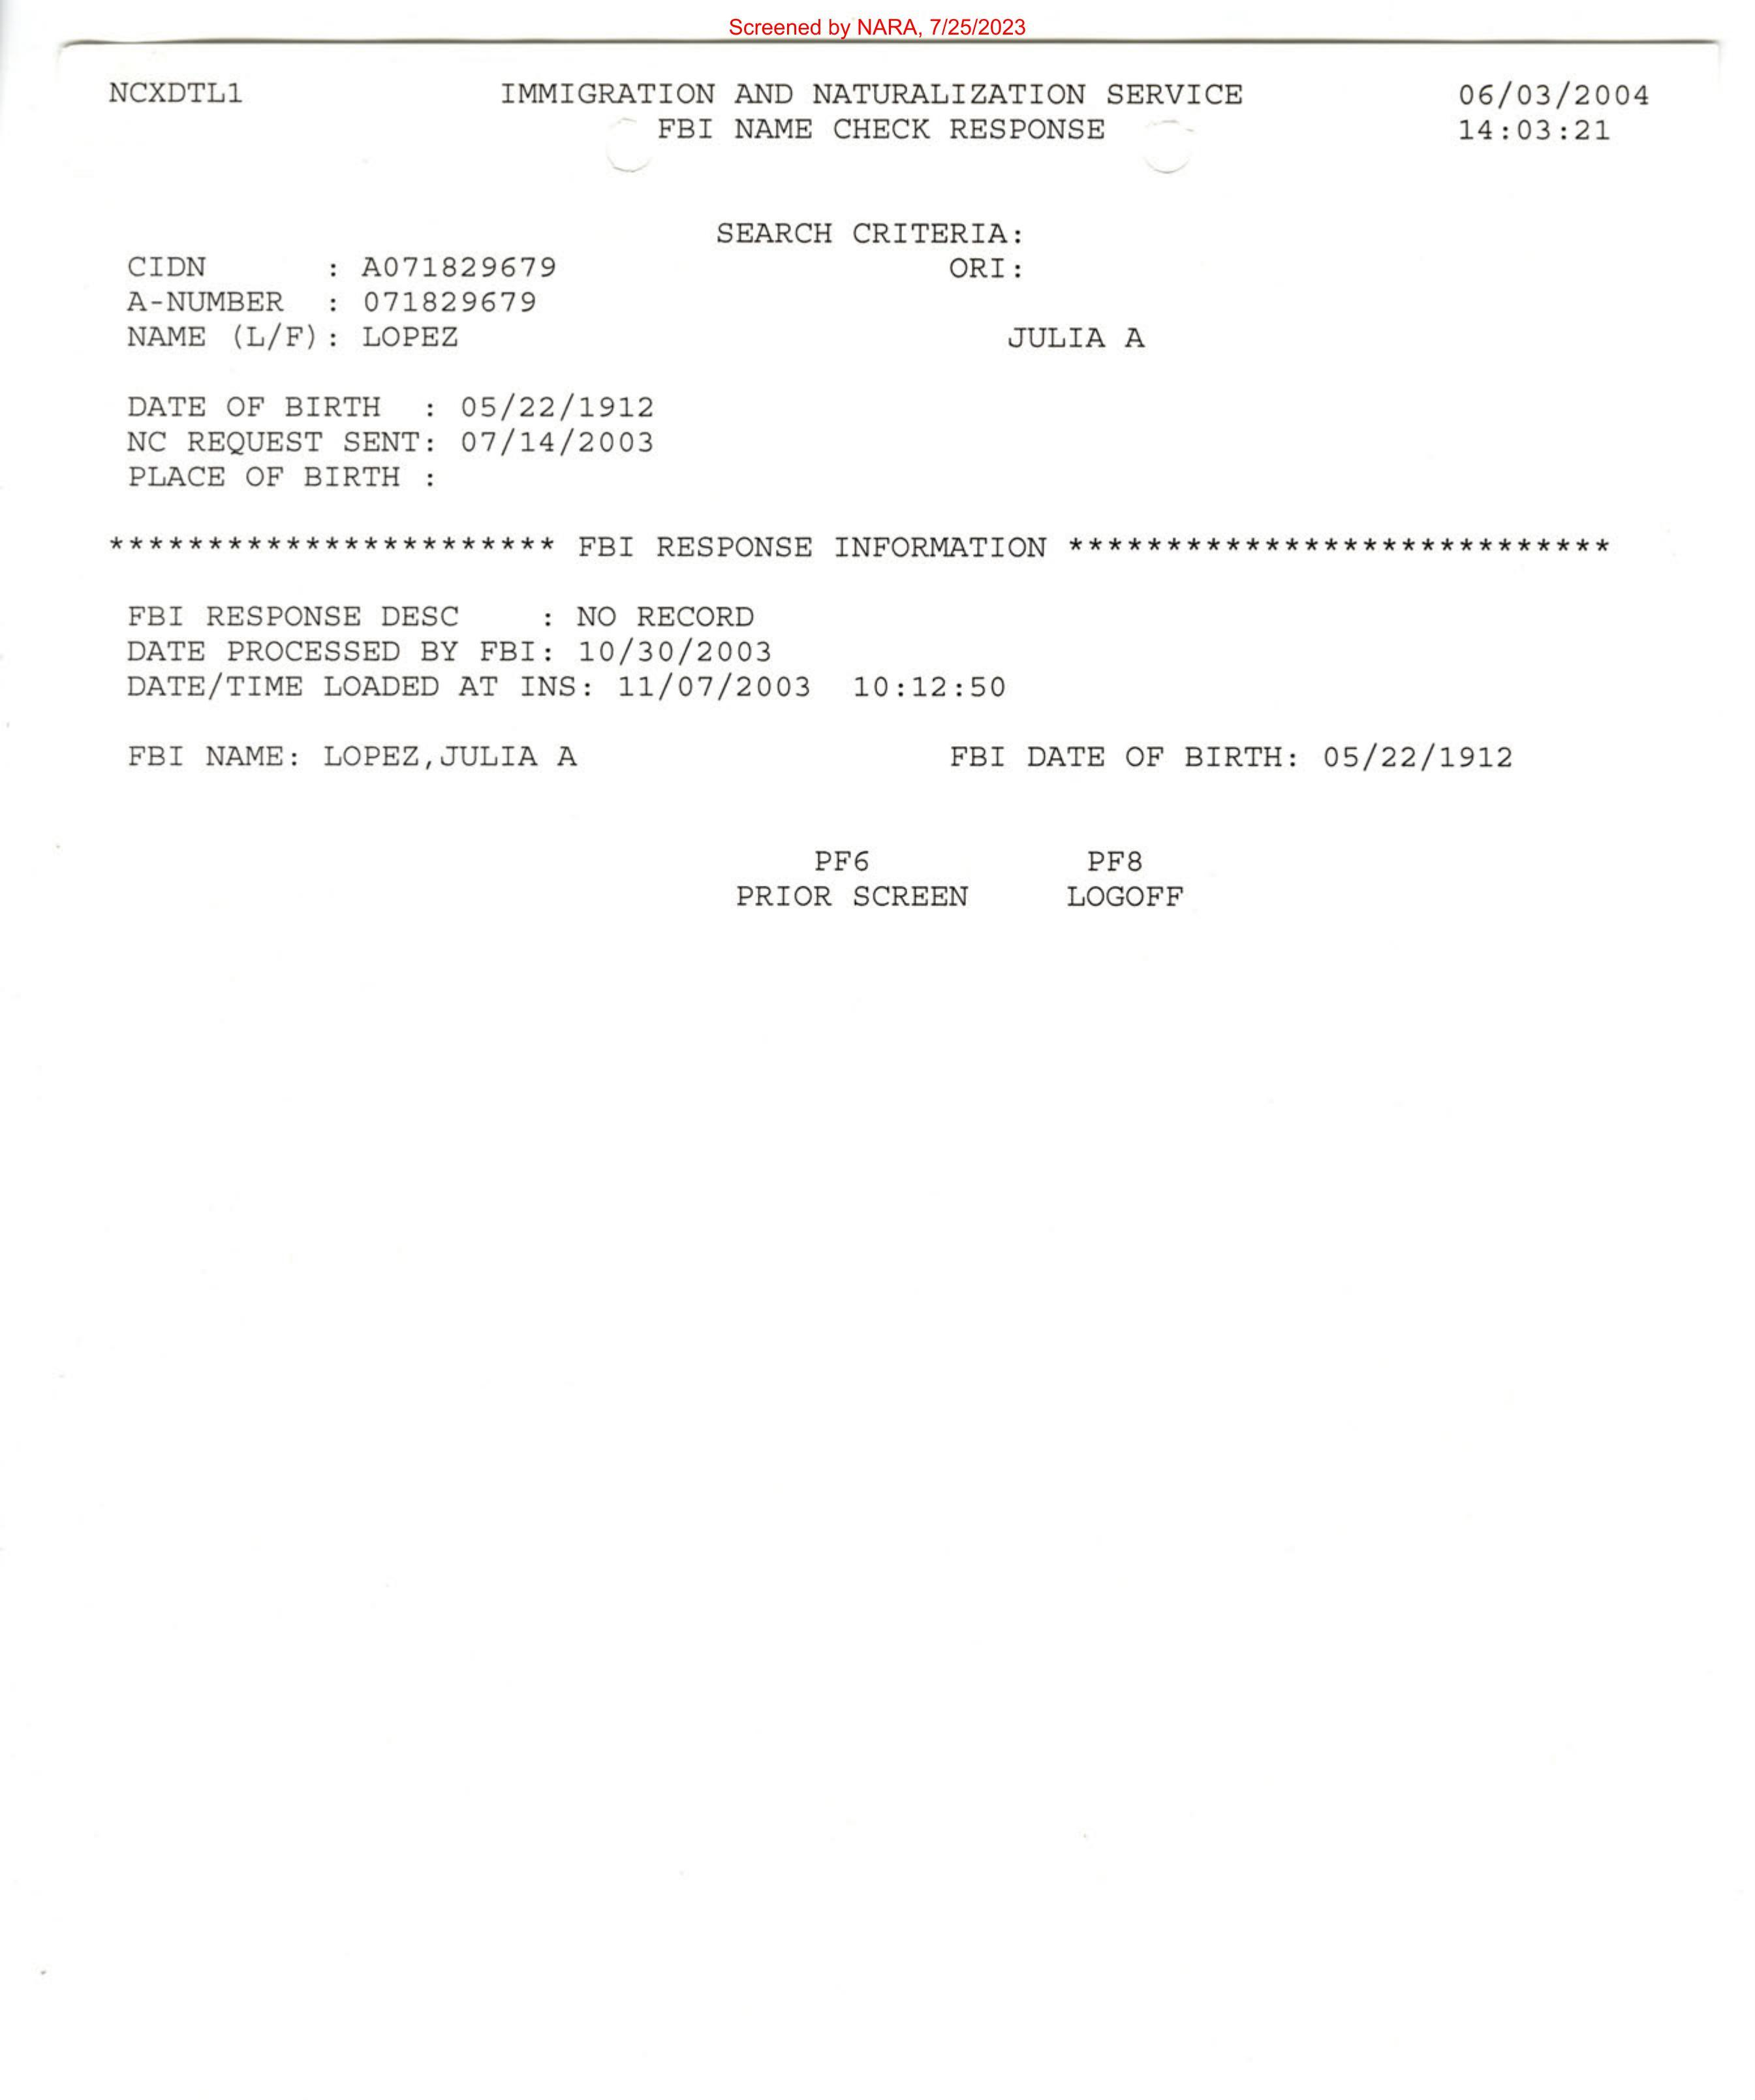 Screened by NARA, 7/25/2023
NCXDTL1 IMMIGRATION AND NATURALIZATION SERVICE 06/03/2004
FBI NAME CHECK RESPONSE 14:03:21
SEARCH CRITERIA:
CIDN : A071829679 ORI:
A-NUMBER : 071829679
NAME (L/F): LOPEZ JULIA A
DATE OF BIRTH : 05/22/1912
NC REQUEST SENT: 07/14/2003
PLACE OF BIRTH :
*********************** FBI RESPONSE INFORMATION ****************************
FBI RESPONSE DESC : NO RECORD
DATE PROCESSED BY FBI: 10/30/2003
DATE/TIME LOADED AT INS: 11/07/2003 10:12:50
FBI NAME: LOPEZ,JULIA A FBI DATE OF BIRTH: 05/22/1912
PF6 PF8
PRIOR SCREEN LOGOFF